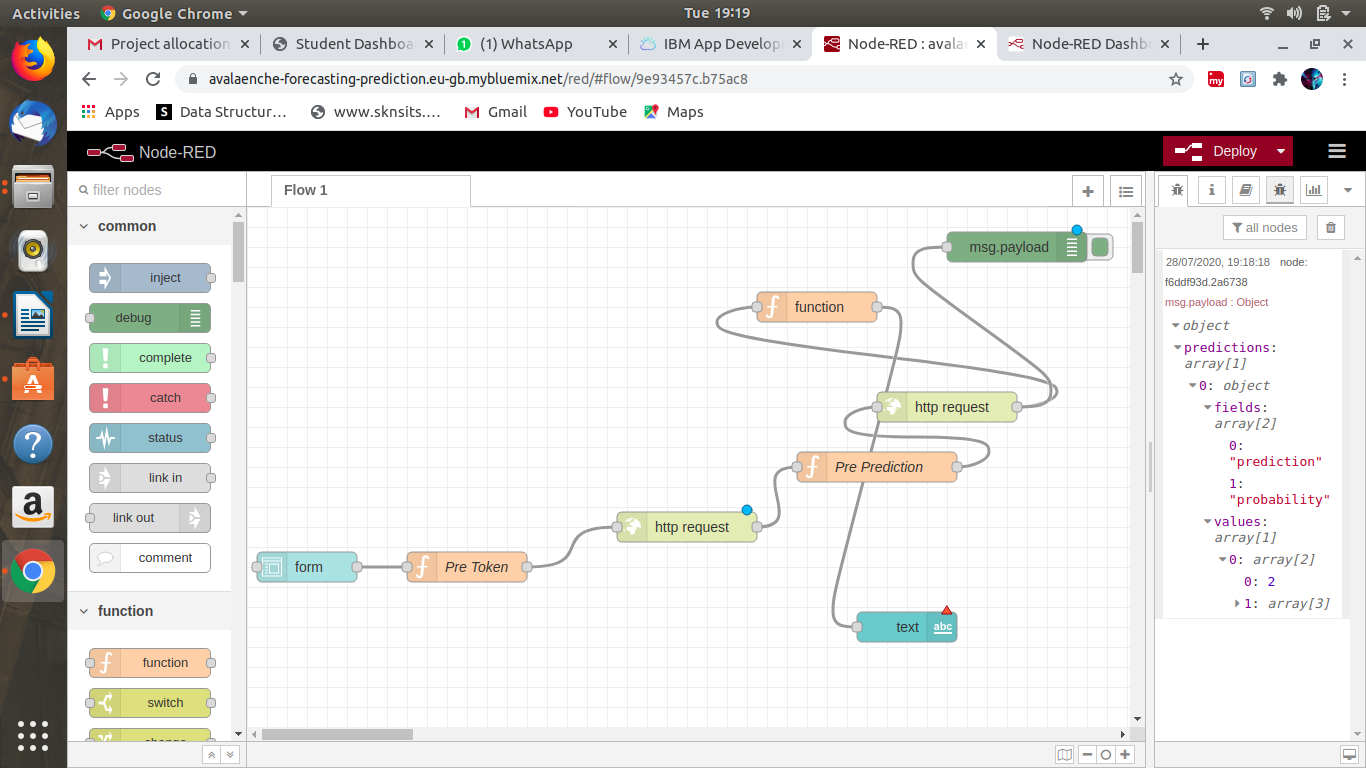 Activities
Google Chrome
Tue 19:19
Project allocation
Student Dashboa
(1) WhatsApp
IBM App Develop
Node-RED : avala
Node-RED Dashb
avalaenche-forecasting-prediction.eu-gb.mybluemix.net/red/#flow/9e93457c.b75ac8
my
Apps
S
Data Structur…
www.sknsits.…
Gmail
YouTube
Maps
Node-RED
Deploy
filter nodes
Flow 1
common
inject
debug
complete
catch
status
link in
link out
comment
function
function
switch
msg.payload
function
http request
Pre Prediction
http request
form
Pre Token
text
abc
all nodes
28/07/2020, 19:18:18 node:
f6ddf93d.2a6738
msg.payload : Object
object
predictions:
array[1]
0: object
fields:
array[2]
0:
"prediction"
1:
"probability"
values:
array[1]
0: array[2]
0: 2
1: array[3]